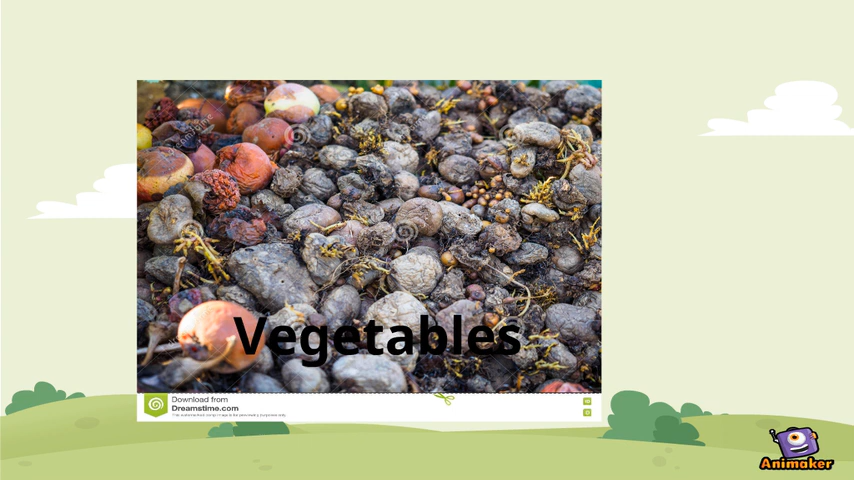 Vegetables
Download from
Dreamstime.com
Animaker